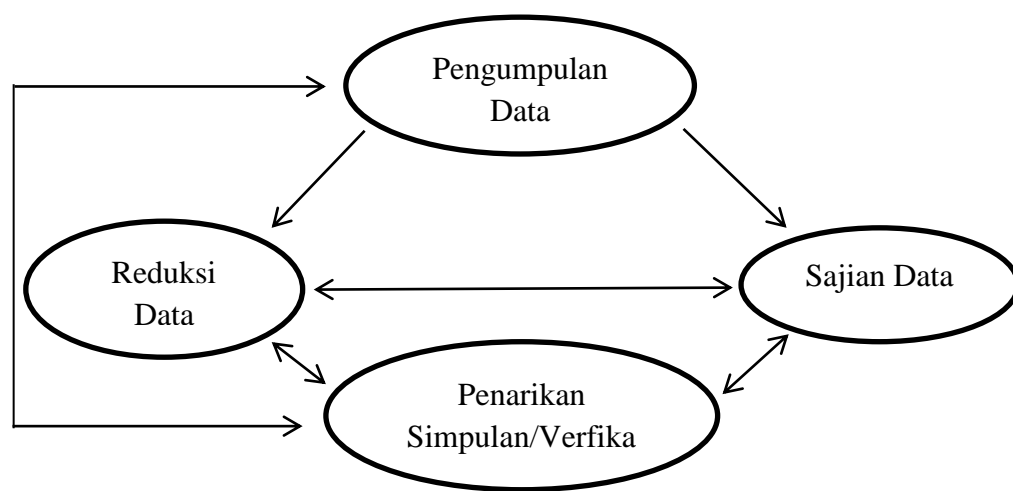 Pengumpulan
Data
Reduksi
Data
Sajian Data
Penarikan
Simpulan/Verfika